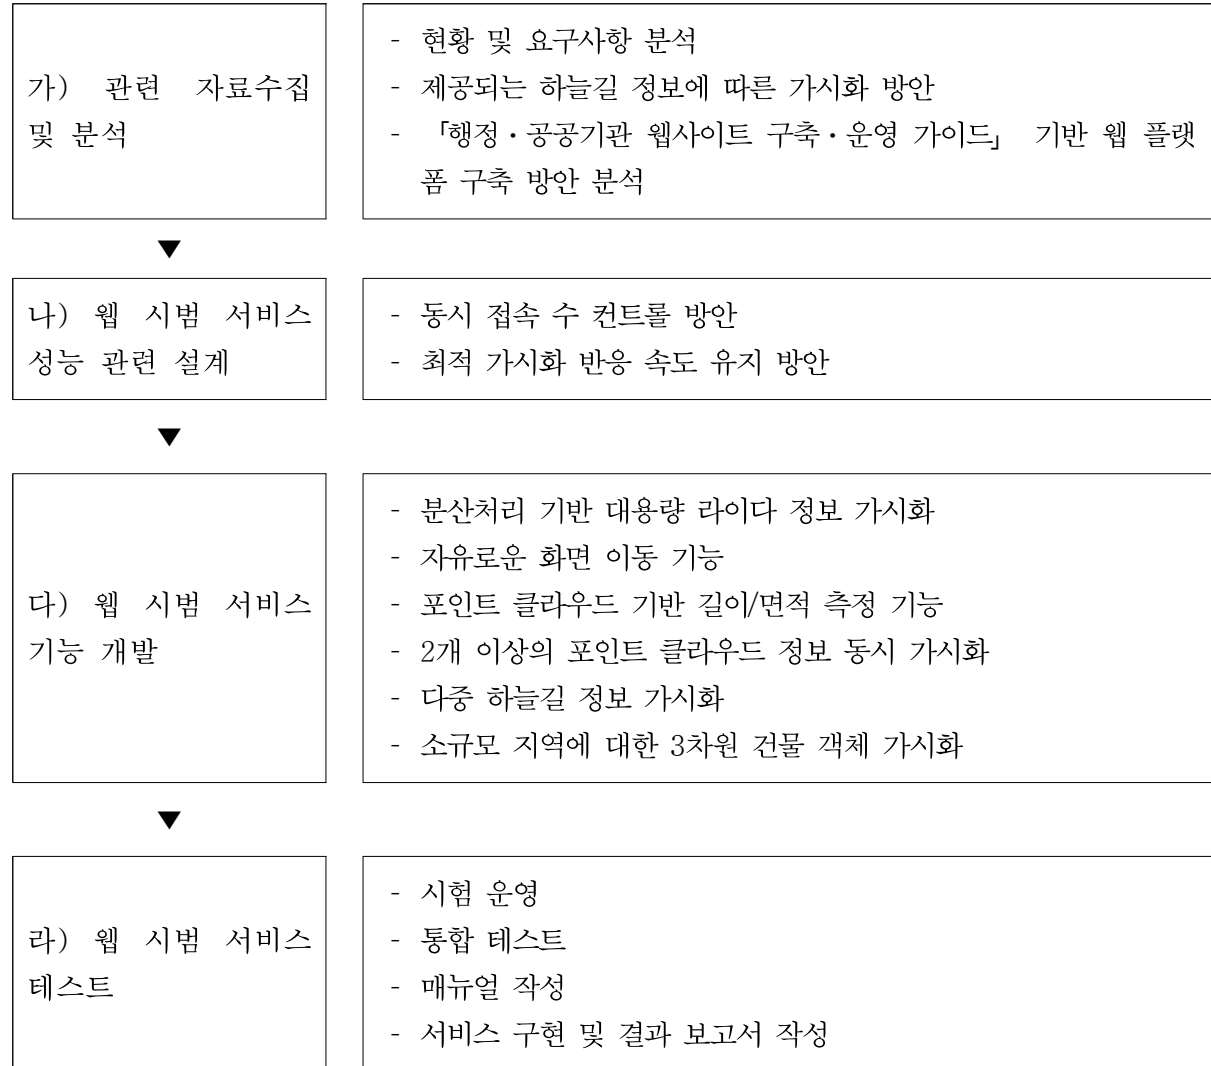 가) 관련 자료수집
및 분석
- 현황 및 요구사항 분석
- 제공되는 하늘길 정보에 따른 가시화 방안
- 「행정·공공기관 웹사이트 구축·운영 가이드」 기반 웹 플랫
폼 구축 방안 분석
▼
나) 웹 시범 서비스
성능 관련 설계
- 동시 접속 수 컨트롤 방안
- 최적 가시화 반응 속도 유지 방안
▼
다) 웹 시범 서비스
기능 개발
- 분산처리 기반 대용량 라이다 정보 가시화
- 자유로운 화면 이동 기능
- 포인트 클라우드 기반 길이/면적 측정 기능
- 2개 이상의 포인트 클라우드 정보 동시 가시화
- 다중 하늘길 정보 가시화
- 소규모 지역에 대한 3차원 건물 객체 가시화
▼
라) 웹 시범 서비스
테스트
- 시험 운영
- 통합 테스트
- 매뉴얼 작성
- 서비스 구현 및 결과 보고서 작성